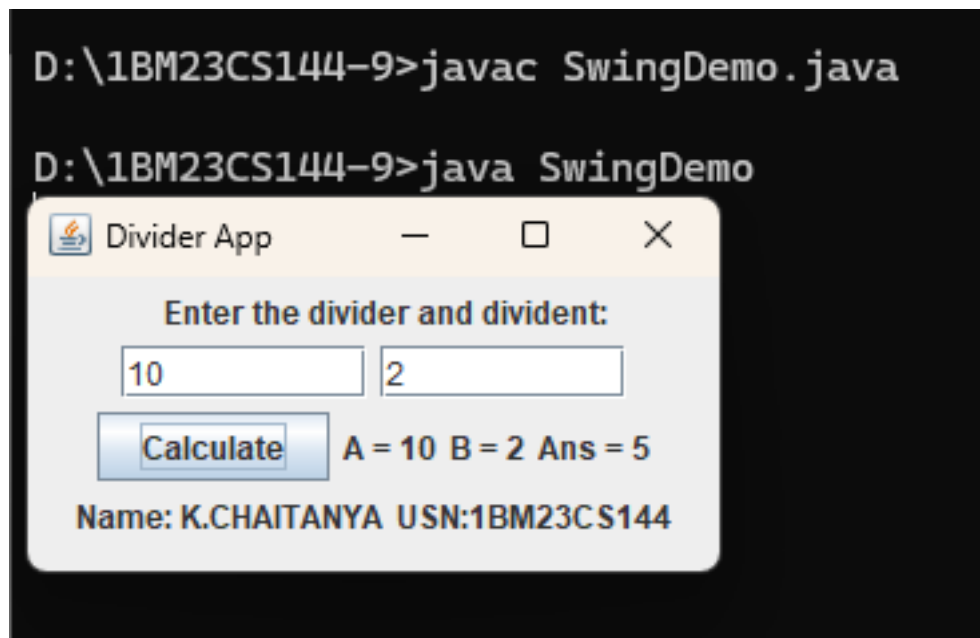 D:\1BM23CS144-9>javac SwingDemo.java
D:\1BM23CS144-9>java SwingDemo
Divider App
Enter the divider and divident:
10 2
Calculate A = 10 B = 2 Ans = 5
Name: K.CHAITANYA USN:1BM23CS144